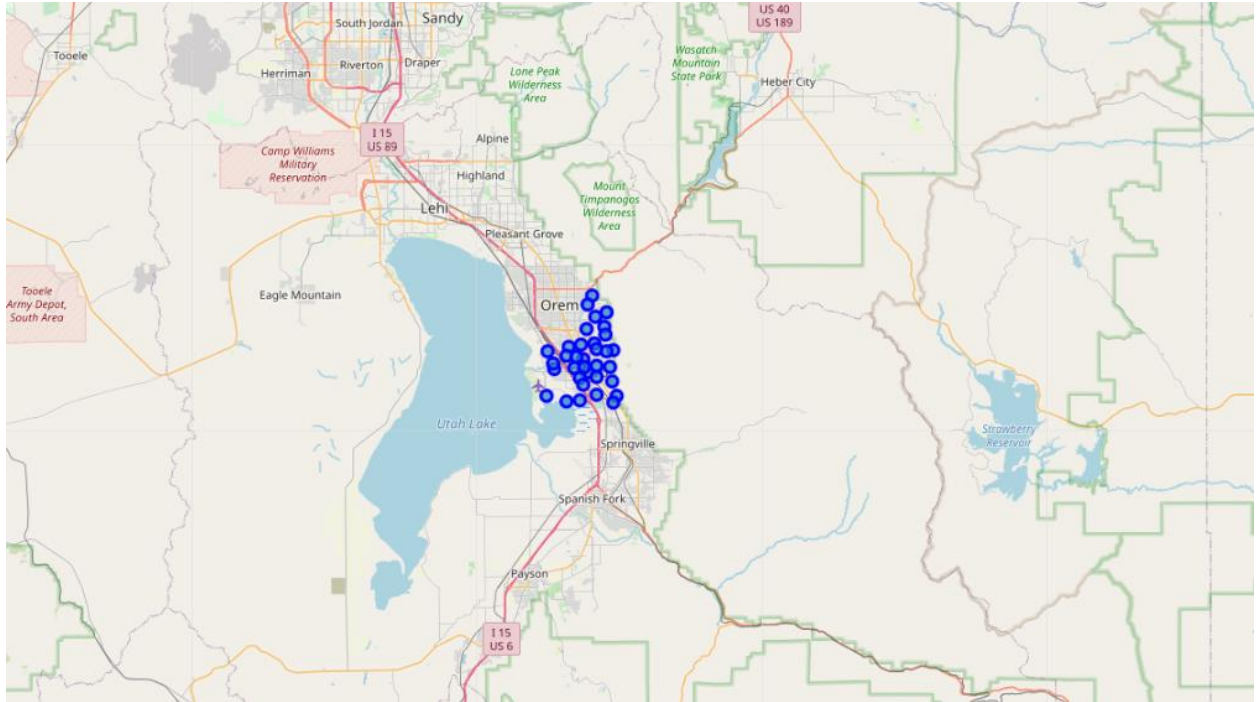 US 40
US 189
Sandy
South Jordan
Tooele
Riverton
Draper
Herriman
Lone Peak
Wilderness
Area
Wasatch
Mountain
State Park
Heber City
I 15
US 89
Alpine
Camp Williams
Military
Reservation
Highland
Mount
Timpanogos
Wilderness
Area
Lehi
Pleasant Grove
Tooele
Army Depot,
South Area
Eagle Mountain
Orem
Utah Lake
Strawberry
Reservoir
Springville
Spanish Fork
Payson
I 15
US 6